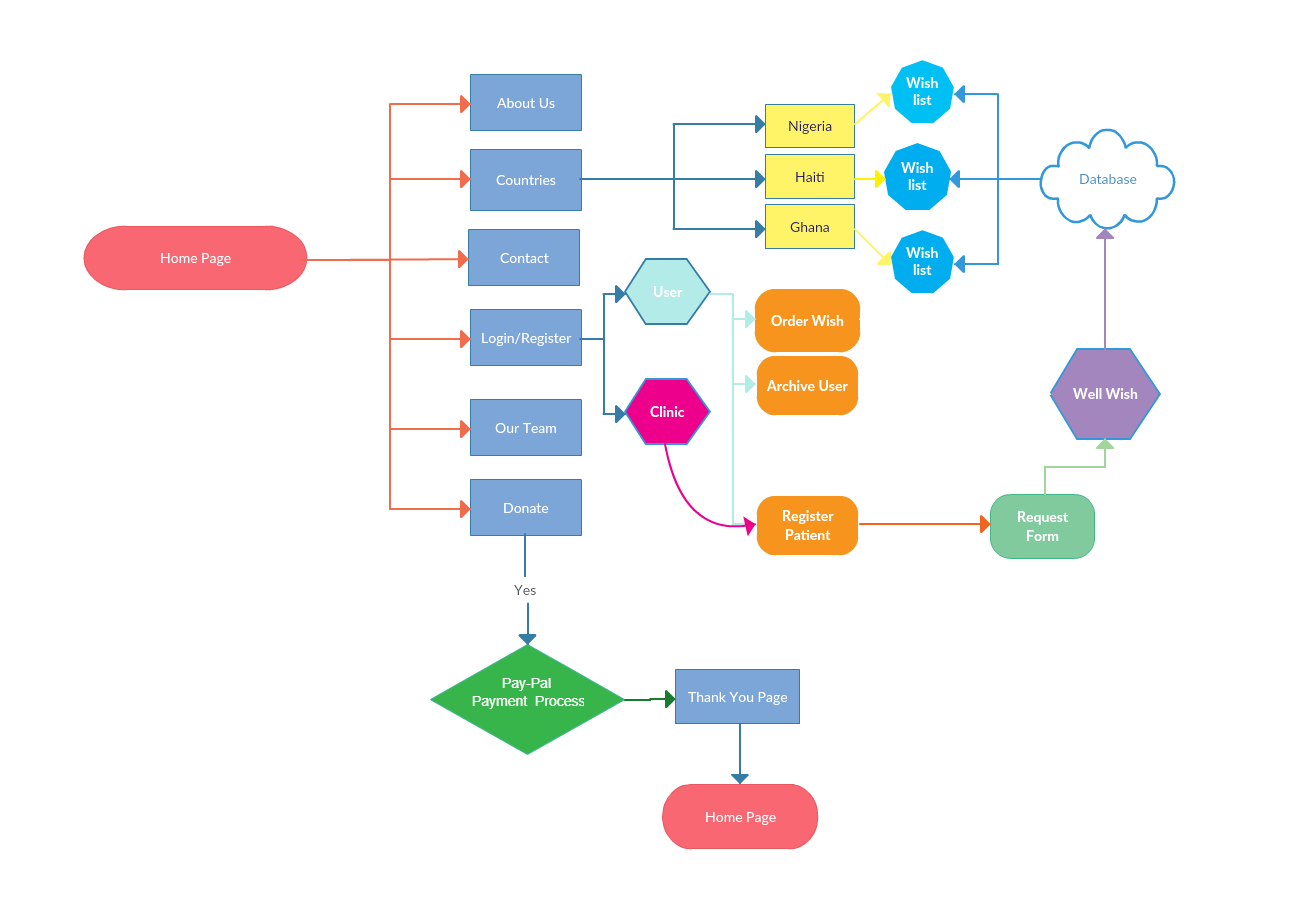 Home Page
About Us
Countries
Contact
Login/Register
Our Team
Donate
Yes
Pay-Pal
Payment  Process
Thank You Page
Home Page
User
Clinic
Nigeria
Haiti
Ghana
Wish
list
Wish
list
Wish
list
Database
Order Wish
Archive User
Register
Patient
Request
Form
Well Wish